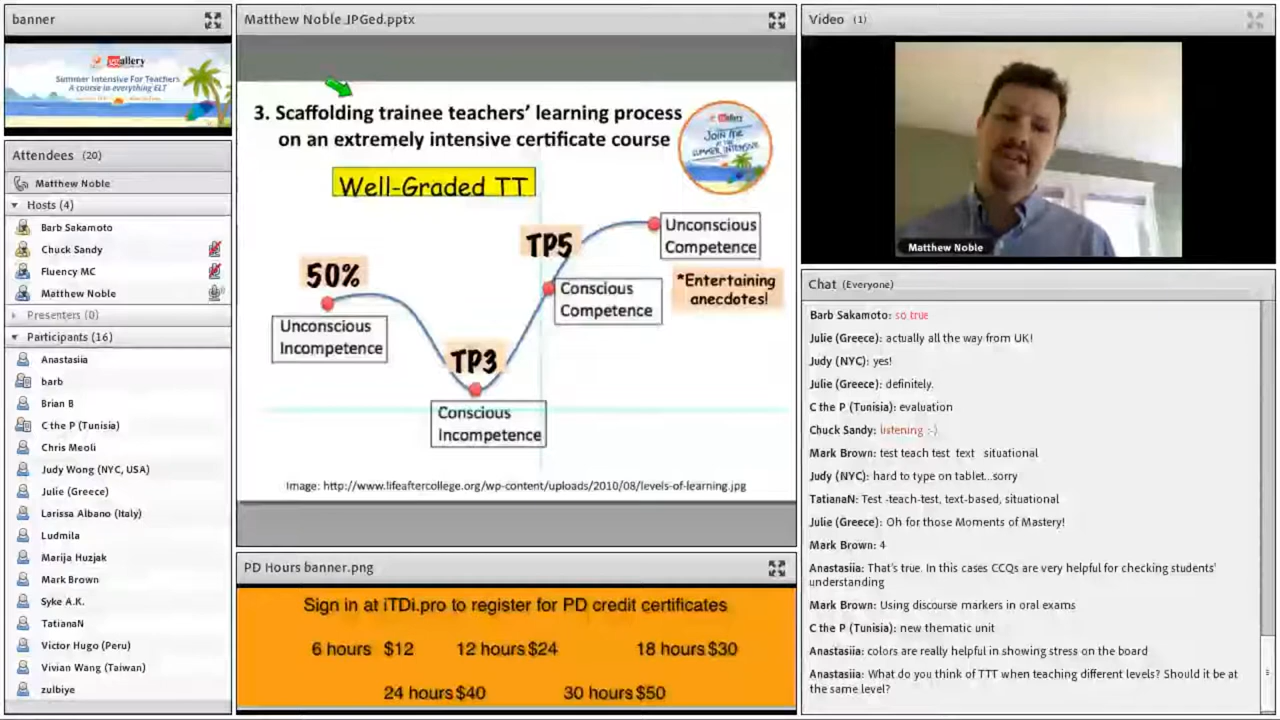 banner
Summer Intensive For Teachers
A course in everything ELT
Attendees (20)
Matthew Noble
Hosts (4)
Barb Sakamoto
Chuck Sandy
Fluency MC
Matthew Noble
Presenters (0)
Participants (16)
Anastasiia
barb
Brian B
C the P (Tunisia)
Chris Meoli
Judy Wong (NYC, USA)
Julie (Greece)
Larissa Albano (Italy)
Ludmila
Marija Huzjak
Mark Brown
Syke A.K.
TatianaN
Victor Hugo (Peru)
Vivian Wang (Taiwan)
zulbiye
Matthew Noble_JPGed.pptx
3. Scaffolding trainee teachers' learning process
on an extremely intensive certificate course
JOIN ME
AT THE
SUMMER INTENSIVE
Well-Graded TT
50%
Unconscious
Incompetence
TP3
Conscious
Incompetence
TP5
Conscious
Competence
Unconscious
Competence
*Entertaining
anecdotes!
Image: http://www.lifeaftercollege.org/wp-content/uploads/2010/08/levels-of-learning.jpg
PD Hours banner.png
Sign in at iTDi.pro to register for PD credit certificates
6 hours $12 12 hours $24 18 hours $30
24 hours $40 30 hours $50
Video (1)
Matthew Noble
Chat (Everyone)
Barb Sakamoto: so true
Julie (Greece): actually all the way from UK!
Judy (NYC): yes!
Julie (Greece): definitely.
C the P (Tunisia): evaluation
Chuck Sandy: listening :-)
Mark Brown: test teach test text situational
Judy (NYC): hard to type on tablet...sorry
TatianaN: Test -teach-test, text-based, situational
Julie (Greece): Oh for those Moments of Mastery!
Mark Brown: 4
Anastasiia: That's true. In this cases CCQs are very helpful for checking students'
understanding
Mark Brown: Using discourse markers in oral exams
C the P (Tunisia): new thematic unit
Anastasiia: colors are really helpful in showing stress on the board
Anastasiia: What do you think of TTT when teaching different levels? Should it be at
the same level?